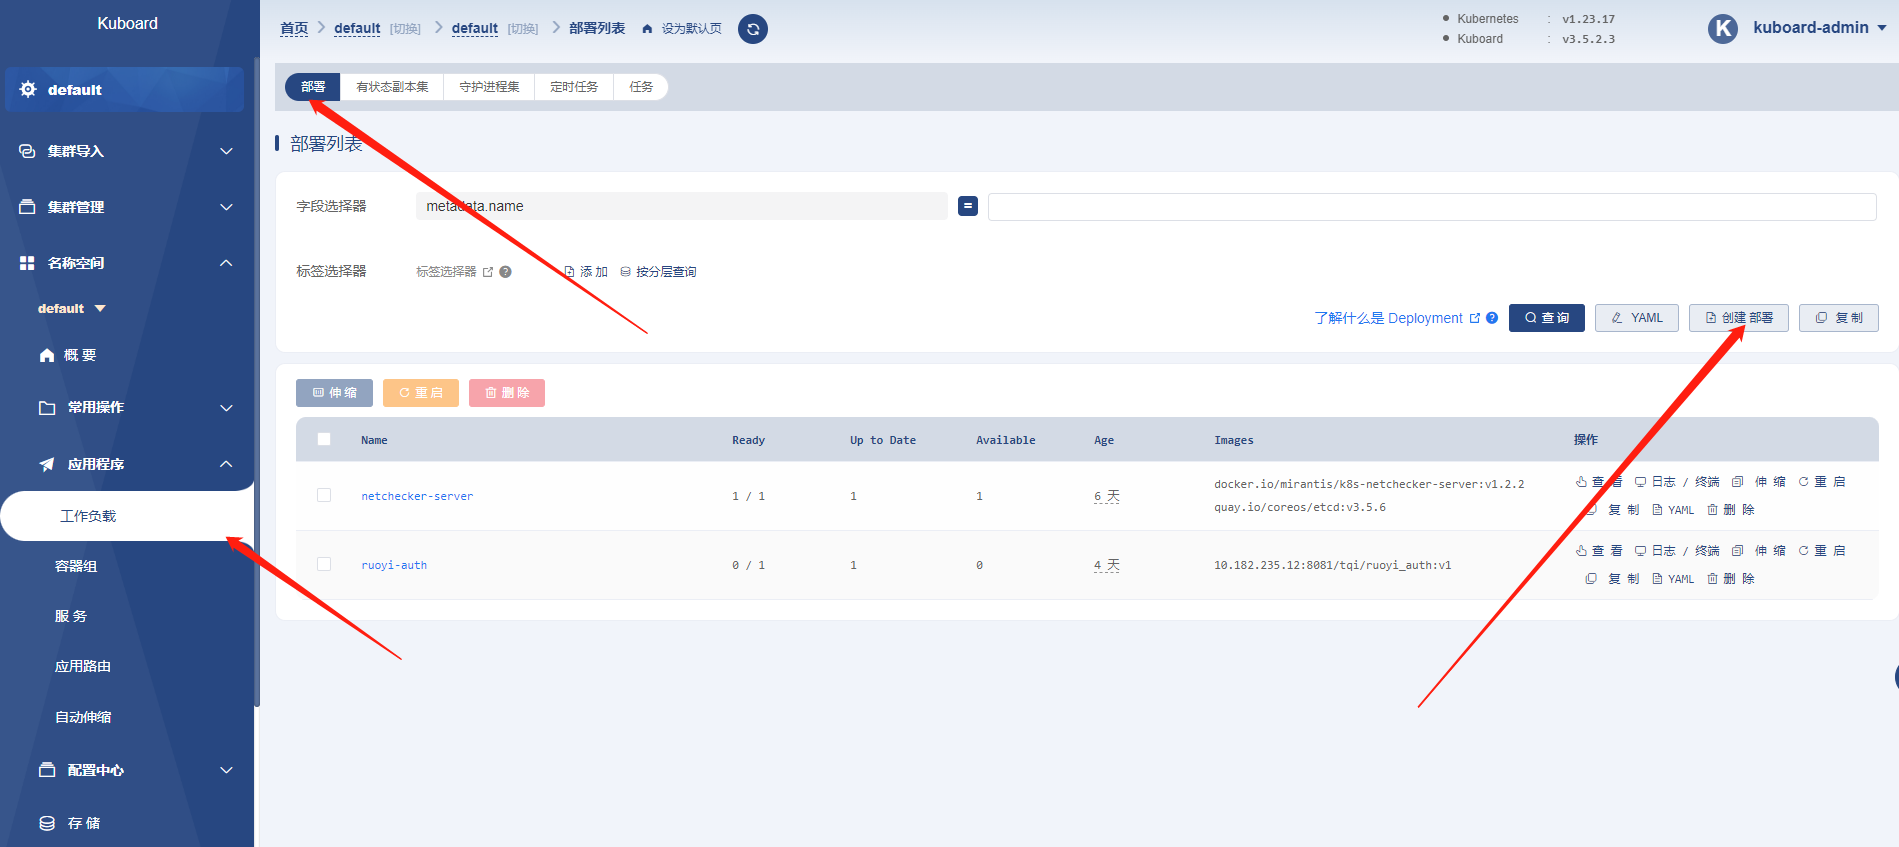 Kuboard
首页 default [切换] default [切换] 部署列表 设为默认页
Kubernetes : v1.23.17
Kuboard : v3.5.2.3
K kuboard-admin
default
集群导入
集群管理
名称空间
default
概 要
常用操作
应用程序
工作负载
容器组
服 务
应用路由
自动伸缩
配置中心
存 储
部署 有状态副本集 守护进程集 定时任务 任务
部署列表
字段选择器 metadata.name =
标签选择器 标签选择器 添 加 按分层查询
了解什么是 Deployment 查 询 YAML 创建 部署 复 制
伸 缩 重 启 删 除
Name Ready Up to Date Available Age Images 操作
netchecker-server 1 / 1 1 1 6 天 docker.io/mirantis/k8s-netchecker-server:v1.2.2 查 看 日志 / 终端 伸 缩 重 启
quay.io/coreos/etcd:v3.5.6 复 制 YAML 删 除
ruoyi-auth 0 / 1 1 0 4 天 10.182.235.12:8081/tqi/ruoyi_auth:v1 查 看 日志 / 终端 伸 缩 重 启
复 制 YAML 删 除